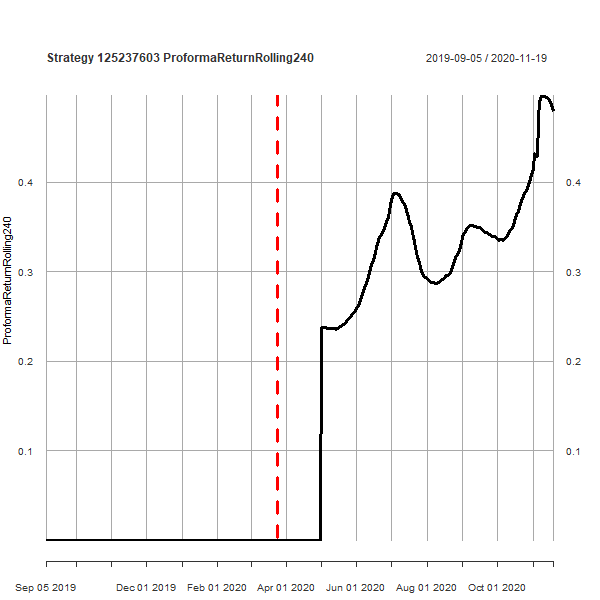 Strategy 125237603 ProformaReturnRolling240
2019-09-05 / 2020-11-19
ProformaReturnRolling240
0.4 0.4
0.3 0.3
0.2 0.2
0.1 0.1
Sep 05 2019 Dec 01 2019 Feb 01 2020 Apr 01 2020 Jun 01 2020 Aug 01 2020 Oct 01 2020